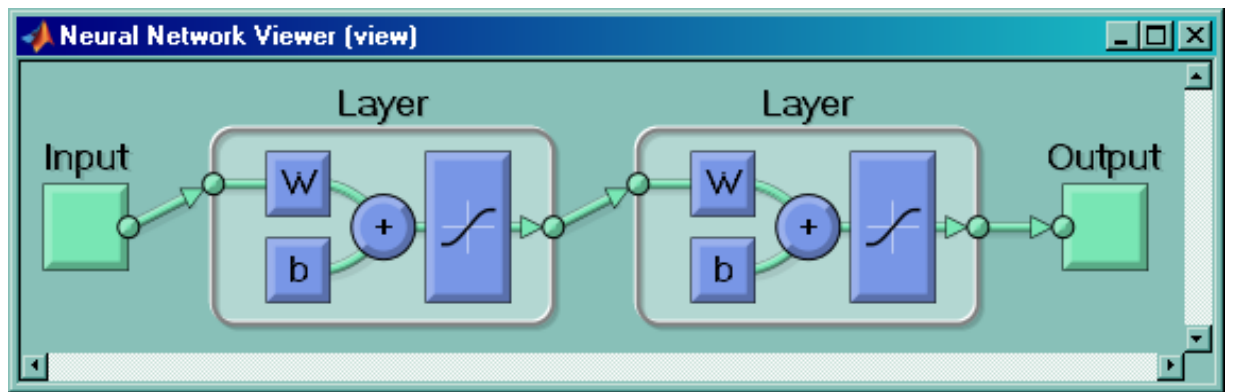 Neural Network Viewer (view)
Layer Layer
Input Output
W W
+ +
b b